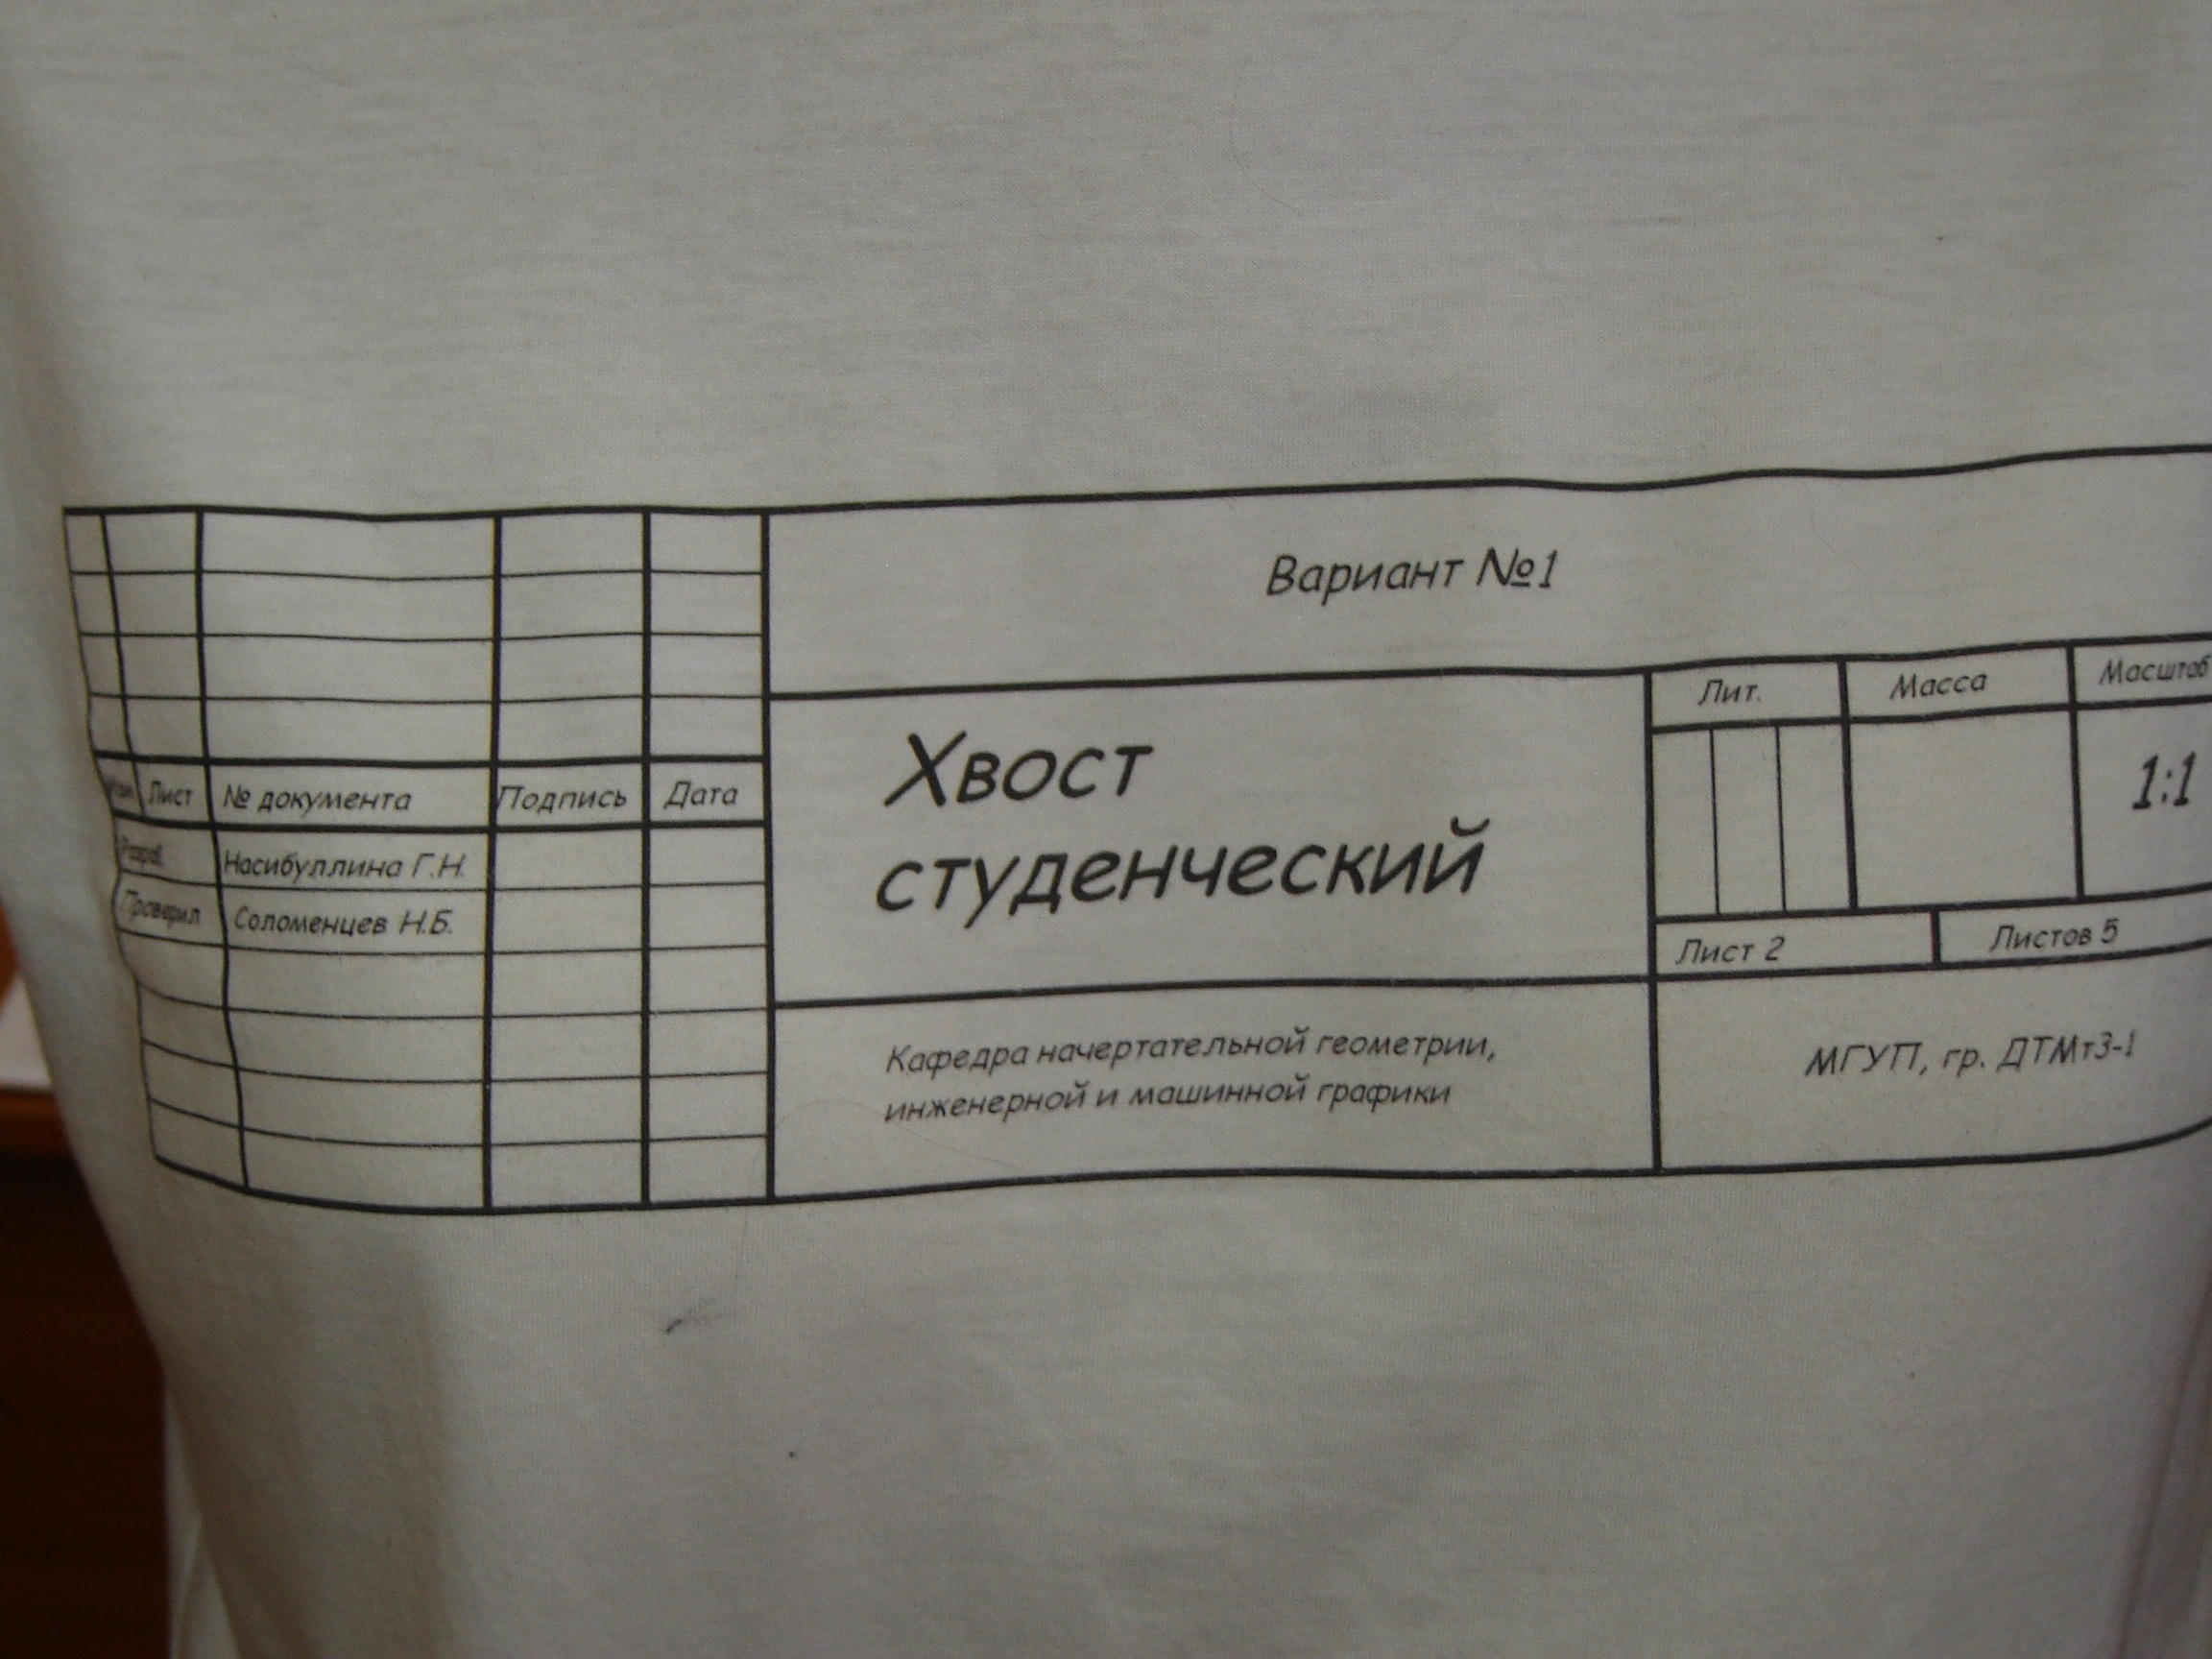 Вариант №1
Лит.
Масса
Масштаб
Хвост
студенческий
1:1
Лист
№ документа
Подпись
Дата
Разраб.
Насибуллина Г.Н.
Проверил
Соломенцев Н.Б.
Лист 2
Листов 5
Кафедра начертательной геометрии,
инженерной и машинной графики
МГУП, гр. ДТМт3-1